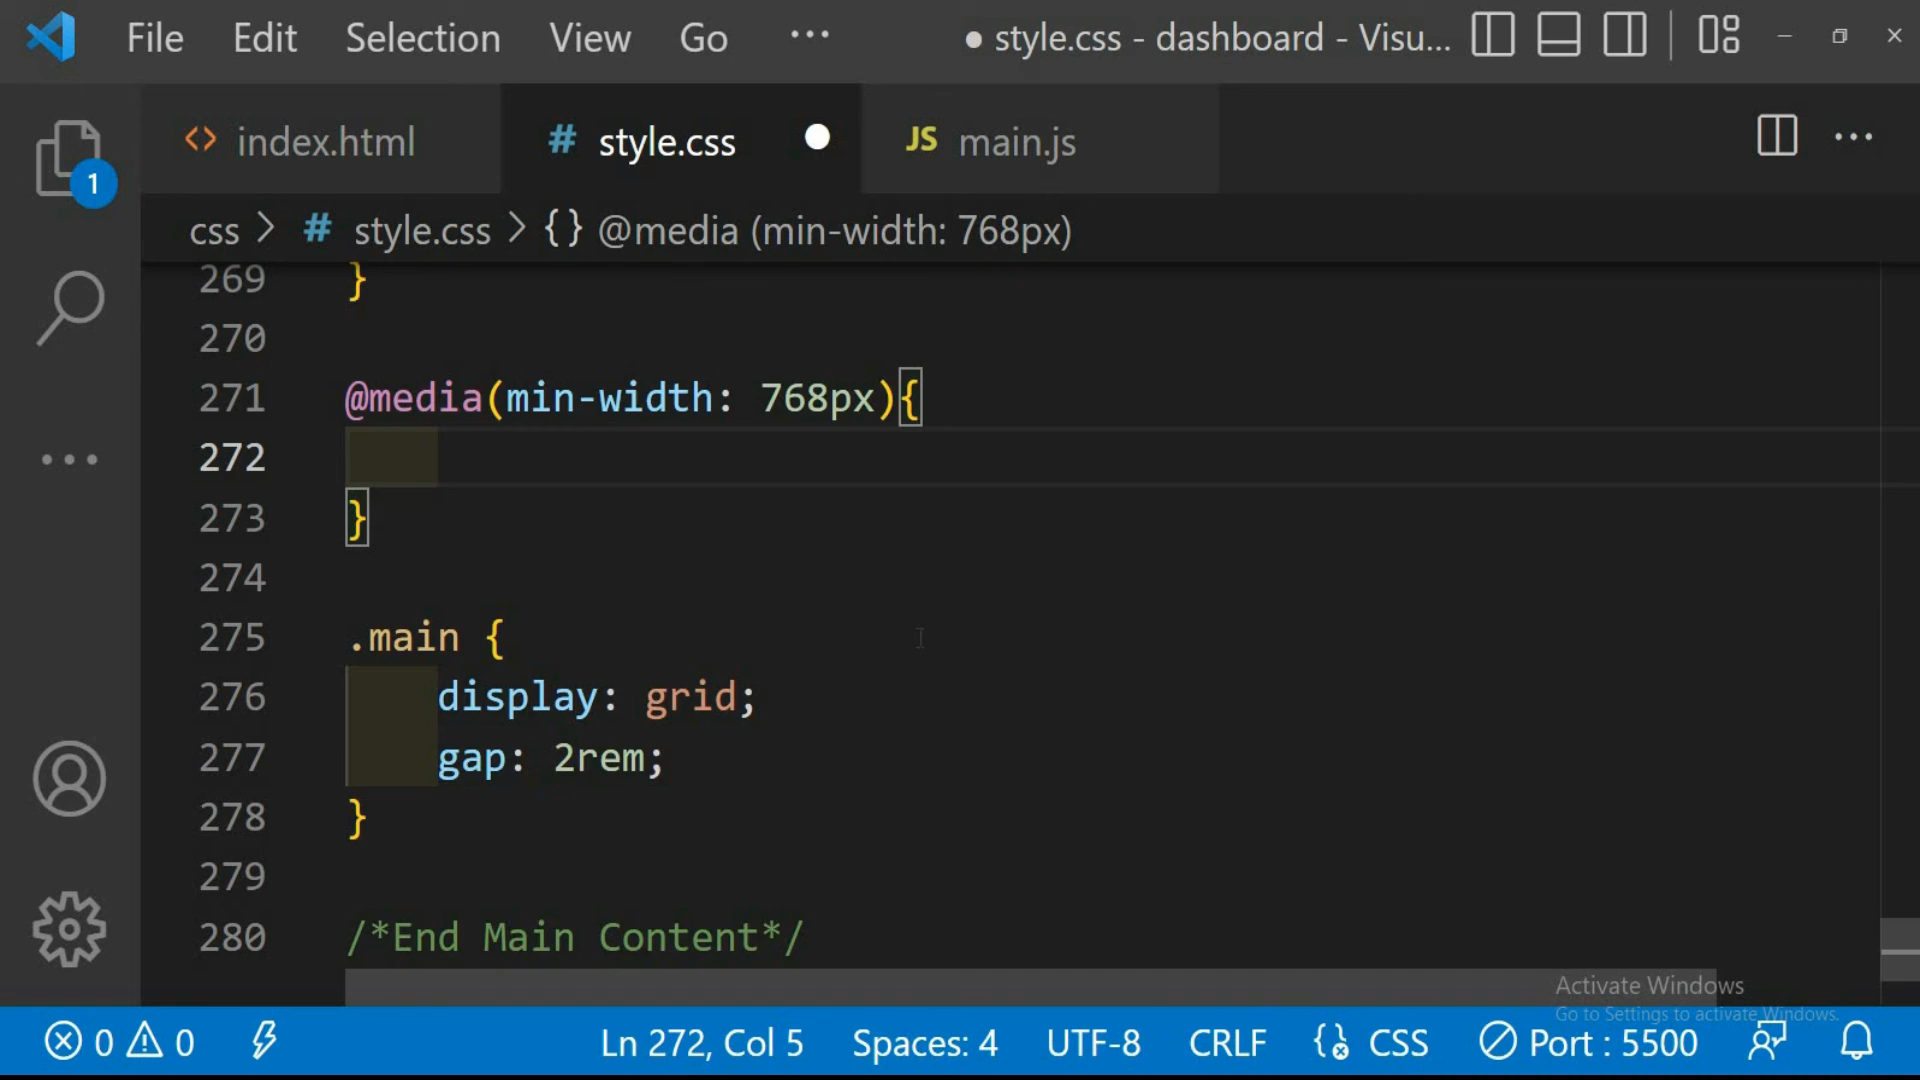 File Edit Selection View Go ··· ● style.css - dashboard - Visu...
index.html # style.css ● JS main.js ···
css > # style.css > {} @media (min-width: 768px)
269 }
270
271 @media(min-width: 768px){
272
273 }
274
275 .main {
276 display: grid;
277 gap: 2rem;
278 }
279
280 /*End Main Content*/
1
Activate Windows
Go to Settings to activate Windows.
0 0 Ln 272, Col 5 Spaces: 4 UTF-8 CRLF CSS Port : 5500